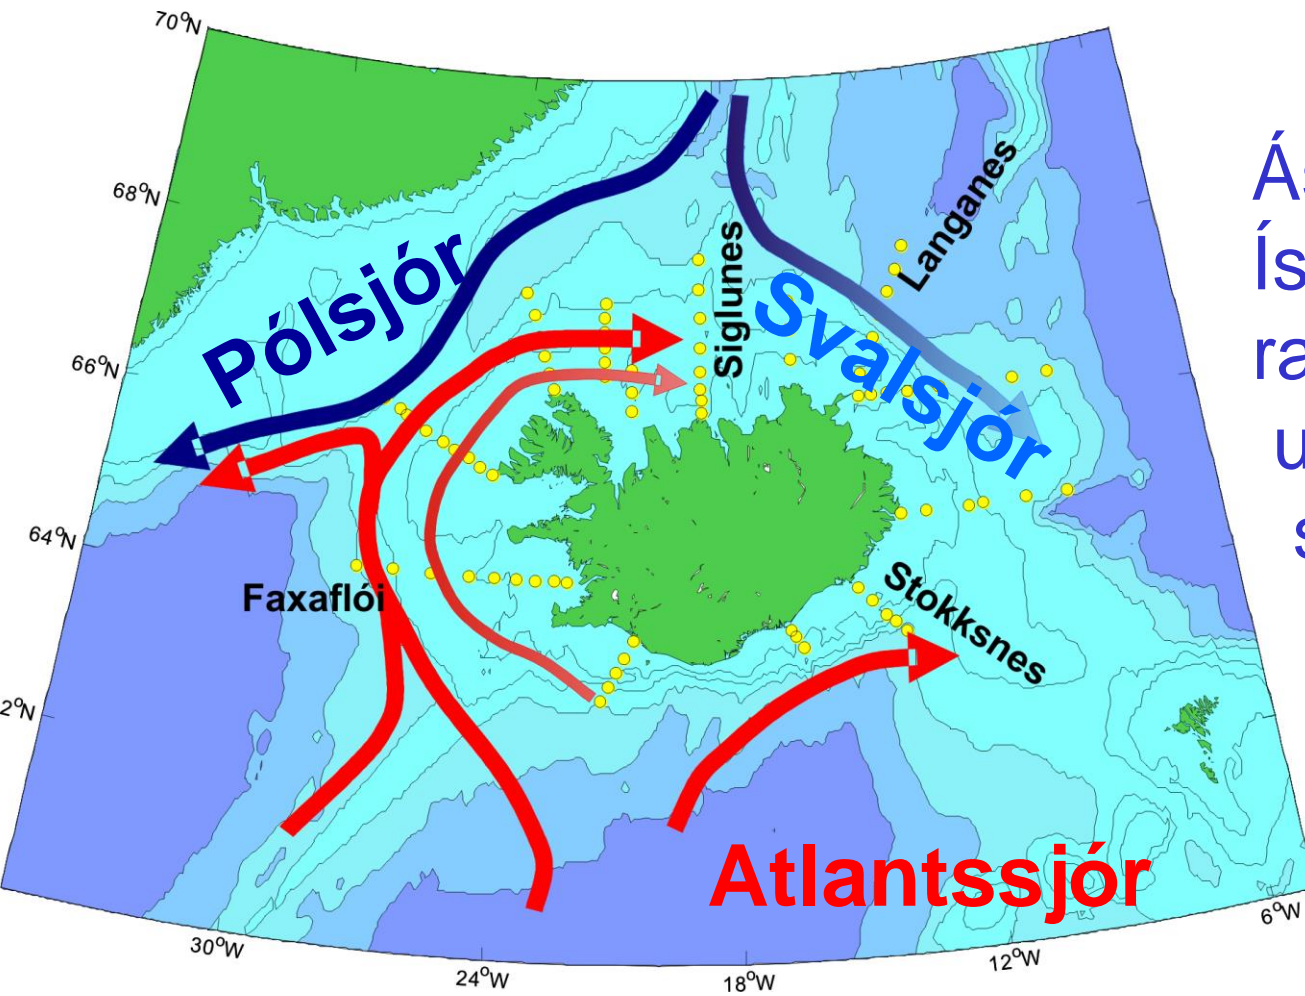 70°N
68°N
66°N
64°N
2°N
30°W
24°W
18°W
12°W
6°W
Pólsjór
Siglunes
Langanes
Svalsjór
Faxaflói
Stokksnes
Atlantssjór
Ás
Ís
ra
u
s